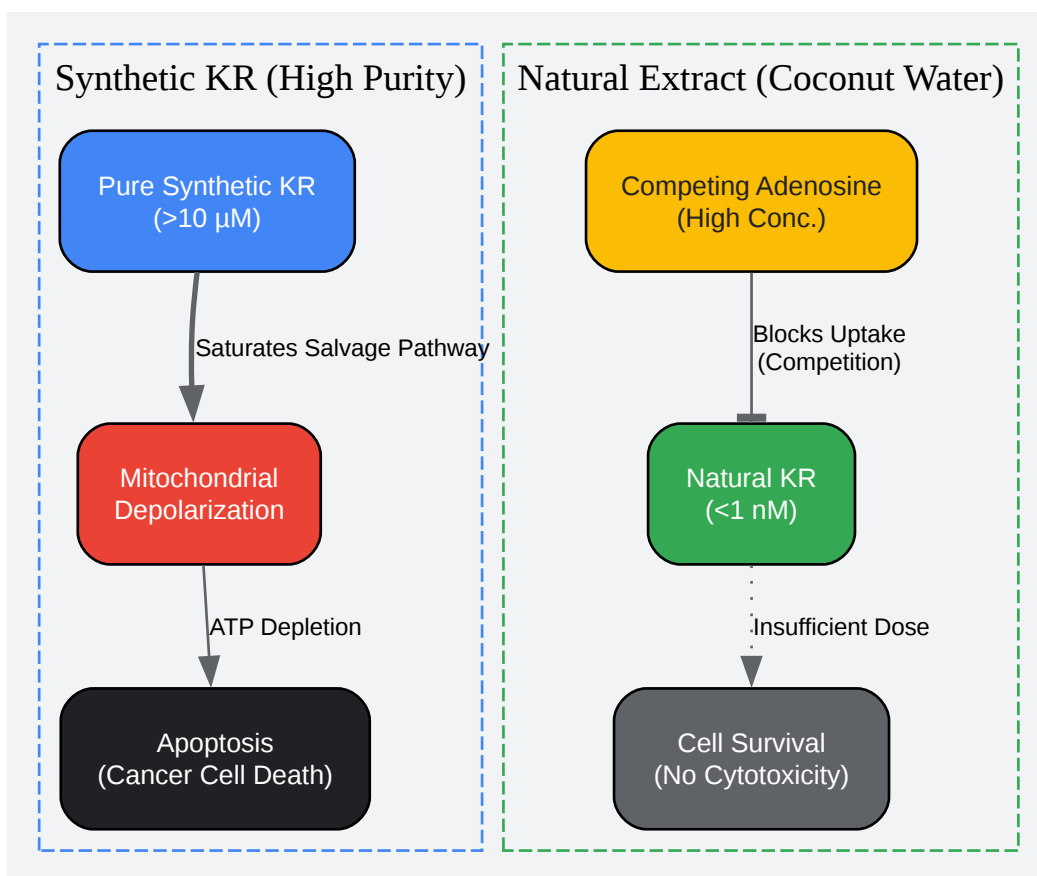 Synthetic KR (High Purity)
Pure Synthetic KR
(>10 µM)
Saturates Salvage Pathway
Mitochondrial
Depolarization
ATP Depletion
Apoptosis
(Cancer Cell Death)
Natural Extract (Coconut Water)
Competing Adenosine
(High Conc.)
Blocks Uptake
(Competition)
Natural KR
(<1 nM)
Insufficient Dose
Cell Survival
(No Cytotoxicity)